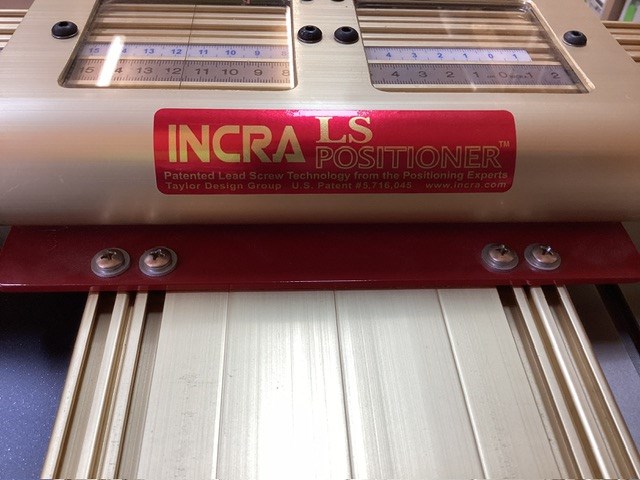 15 14 13 12 11 10 9
15 14 13 12 11 10 9 8
4 3 2 1 0 1
4 3 2 1 0 1 2
INCRA LS
POSITIONER™
Patented Lead Screw Technology from the Positioning Experts
Taylor Design Group U.S. Patent #5,716,045 www.incra.com